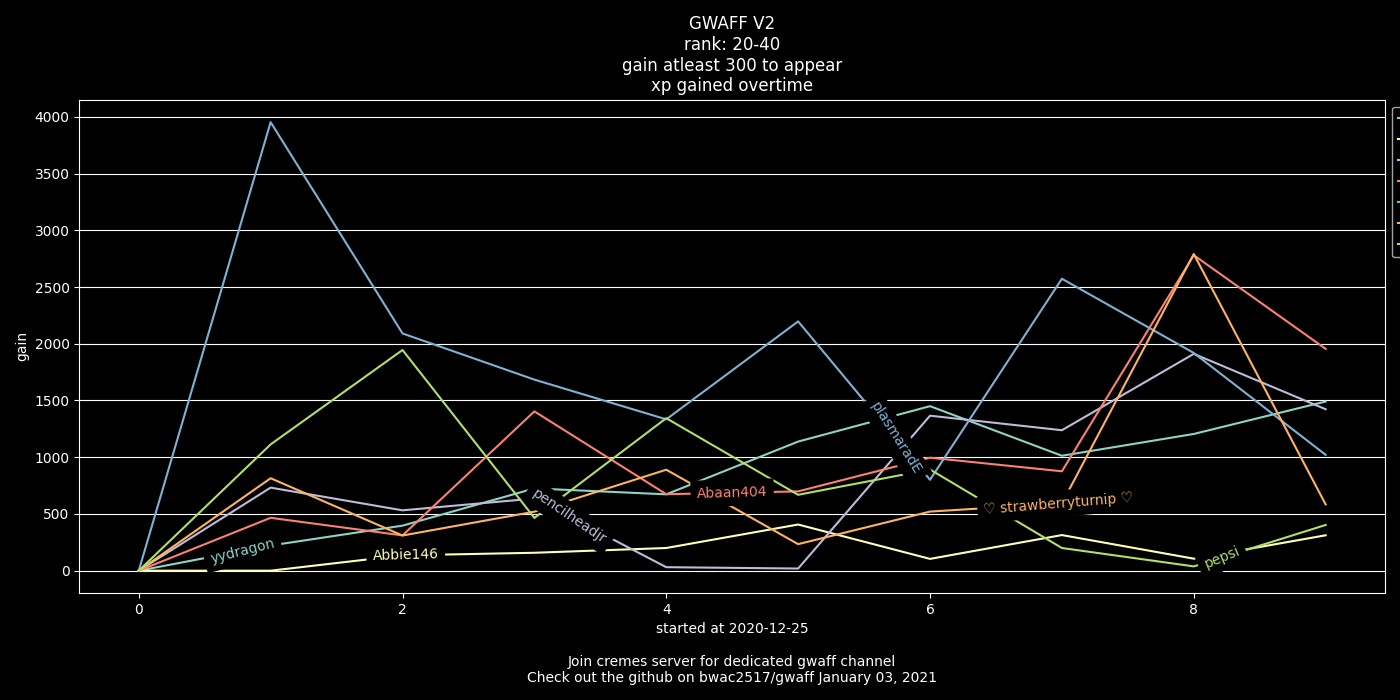 GWAFF V2
rank: 20-40
gain atleast 300 to appear
xp gained overtime
4000
3500
3000
2500
2000
1500
1000
500
0
gain
yydragon
Abbie146
pencilheadjr
Abaan404
plasmaradE
♡ strawberryturnip ♡
pepsi
0 2 4 6 8
started at 2020-12-25
Join cremes server for dedicated gwaff channel
Check out the github on bwac2517/gwaff January 03, 2021